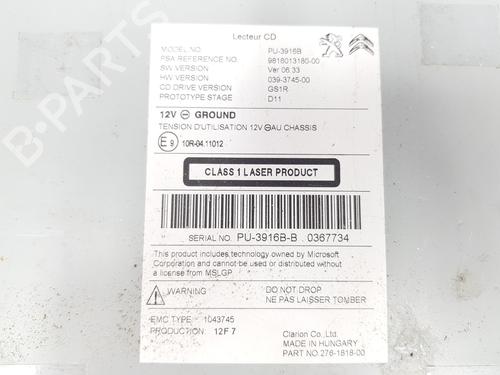 Lecteur CD
MODEL NO. PU-3916B
PSA REFERENCE NO. 9818013180-00
SW VERSION Ver 06.33
HW VERSION 039-3745-00
CD DRIVE VERSION GS1R
PROTOTYPE STAGE D11
12V ⊖ GROUND
TENSION D'UTILISATION 12V ⊖AU CHASSIS
E9 10R-04.11012
CLASS 1 LASER PRODUCT
SERIAL NO. PU-3916B-B 0367734
This product includes technology owned by Microsoft
Corporation and cannot be used or distributed without
a license from MSLGP.
WARNING DO NOT DROP
NE PAS LAISSER TOMBER
EMC TYPE : 1043745
PRODUCTION: 12F7
Clarion Co., Ltd.
MADE IN HUNGARY
PART NO.276-1818-00